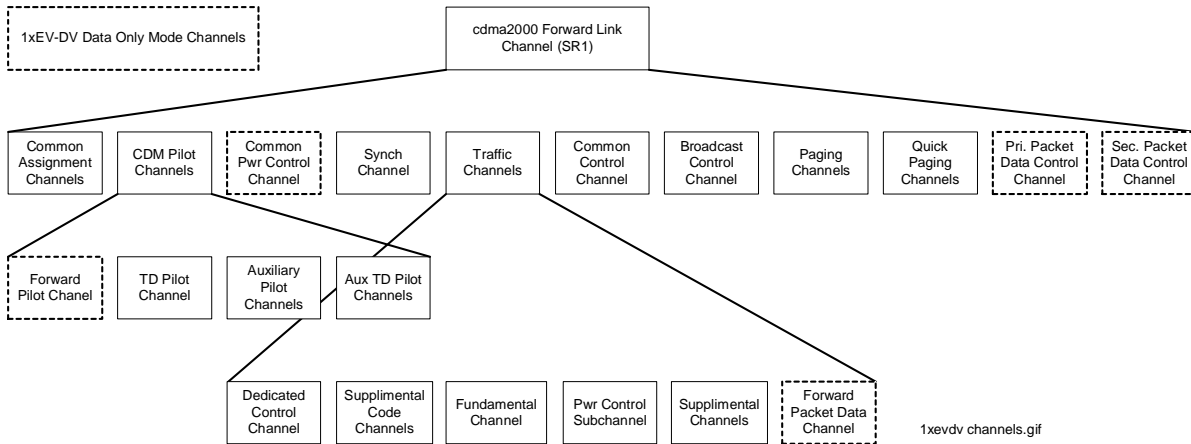 1xEV-DV Data Only Mode Channels
cdma2000 Forward Link
Channel (SR1)
Common
Assignment
Channels
CDM Pilot
Channels
Common
Pwr Control
Channel
Synch
Channel
Traffic
Channels
Common
Control
Channel
Broadcast
Control
Channel
Paging
Channels
Quick
Paging
Channels
Pri. Packet
Data Control
Channel
Sec. Packet
Data Control
Channel
Forward
Pilot Chanel
TD Pilot
Channel
Auxiliary
Pilot
Channels
Aux TD Pilot
Channels
Dedicated
Control
Channel
Supplimental
Code
Channels
Fundamental
Channel
Pwr Control
Subchannel
Supplimental
Channels
Forward
Packet Data
Channel
1xevdv channels.gif